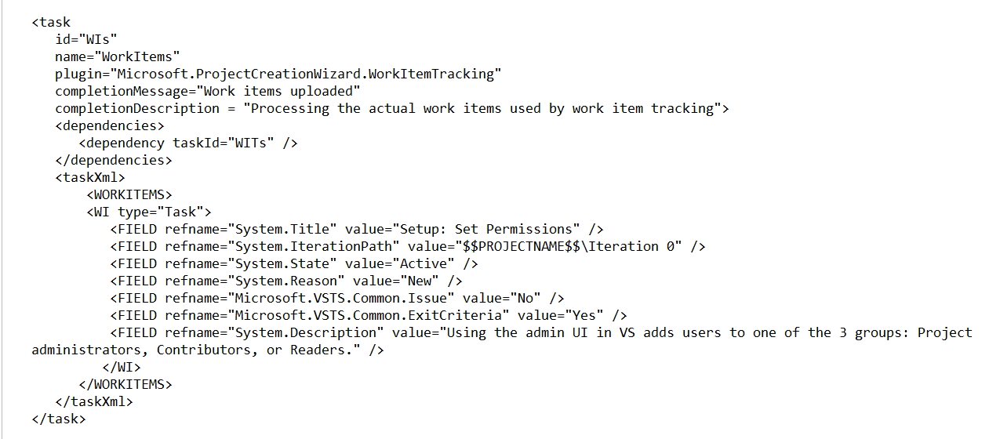 <task
id="WIs"
name="WorkItems"
plugin="Microsoft.ProjectCreationWizard.WorkItemTracking"
completionMessage="Work items uploaded"
completionDescription = "Processing the actual work items used by work item tracking">
<dependencies>
<dependency taskId="WITs" />
</dependencies>
<taskXml>
<WORKITEMS>
<WI type="Task">
<FIELD refname="System.Title" value="Setup: Set Permissions" />
<FIELD refname="System.IterationPath" value="$$PROJECTNAME$$\Iteration 0" />
<FIELD refname="System.State" value="Active" />
<FIELD refname="System.Reason" value="New" />
<FIELD refname="Microsoft.VSTS.Common.Issue" value="No" />
<FIELD refname="Microsoft.VSTS.Common.ExitCriteria" value="Yes" />
<FIELD refname="System.Description" value="Using the admin UI in VS adds users to one of the 3 groups: Project
administrators, Contributors, or Readers." />
</WI>
</WORKITEMS>
</taskXml>
</task>